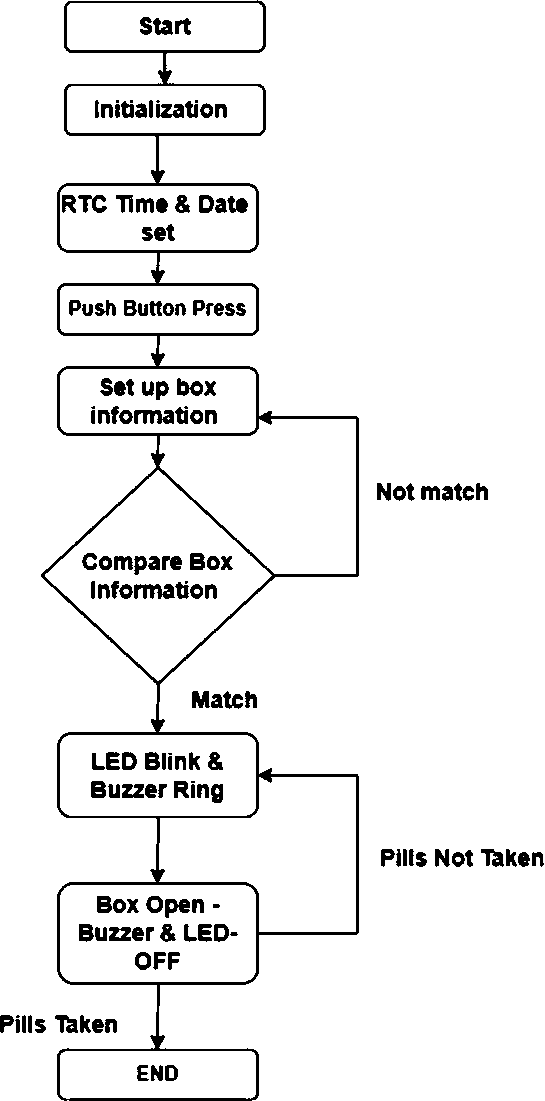 Start
Initialization
RTC Time & Date
set
Push Button Press
Set up box
information
Not match
Compare Box
Information
Match
LED Blink &
Buzzer Ring
Pills Not Taken
Box Open -
Buzzer & LED-
OFF
Pills Taken
END